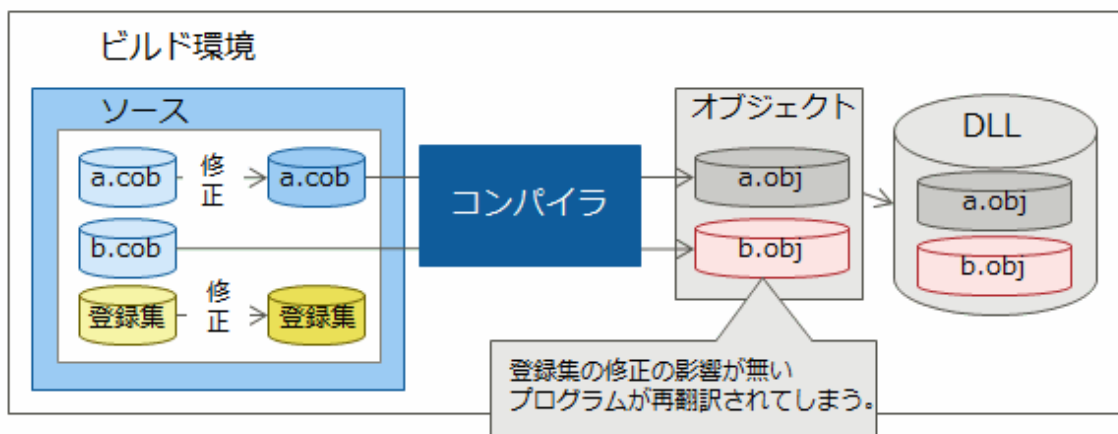 ビルド環境
ソース
a.cob
修正
a.cob
b.cob
登録集
修正
登録集
コンパイラ
オブジェクト
a.obj
b.obj
DLL
a.obj
b.obj
登録集の修正の影響が無い
プログラムが再翻訳されてしまう。